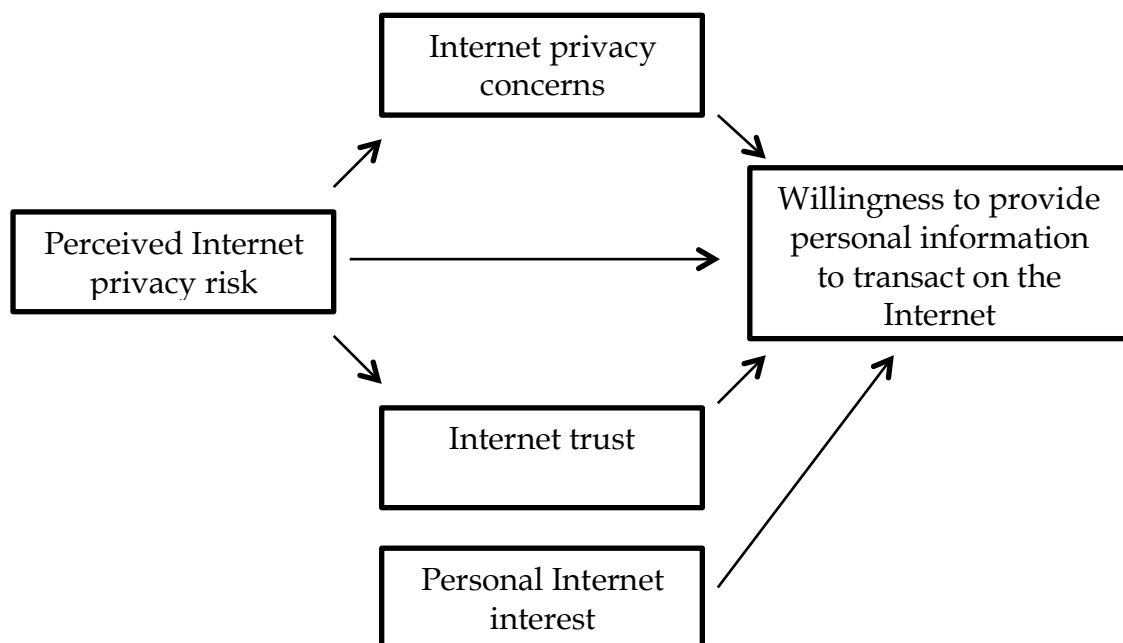 Internet privacy
concerns
Perceived Internet
privacy risk
Willingness to provide
personal information
to transact on the
Internet
Internet trust
Personal Internet
interest